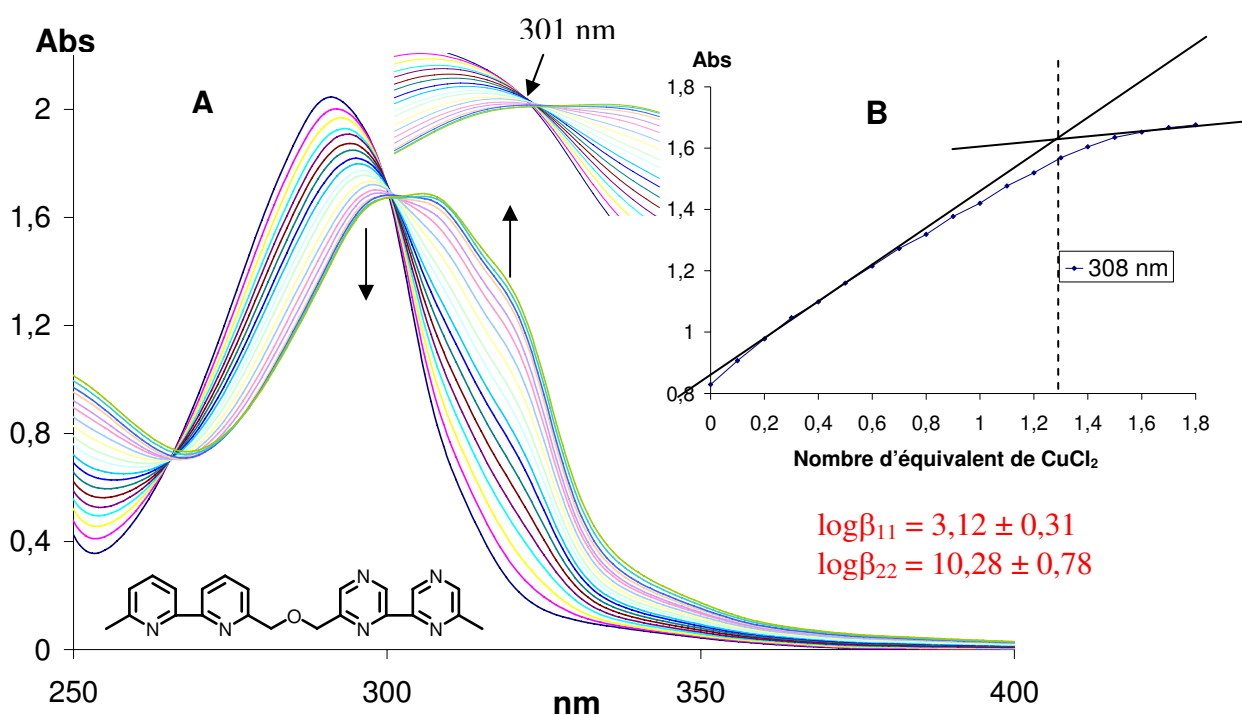 Abs
A
301 nm
2
1,6
1,2
0,8
0,4
0
250
300
350
400
nm
N
N
O
N
N
N
N
Abs
B
1,8
1,6
1,4
1,2
1
0,8
0
0,2
0,4
0,6
0,8
1
1,2
1,4
1,6
1,8
308 nm
Nombre d'équivalent de CuCl₂
logβ₁₁ = 3,12 ± 0,31
logβ₂₂ = 10,28 ± 0,78